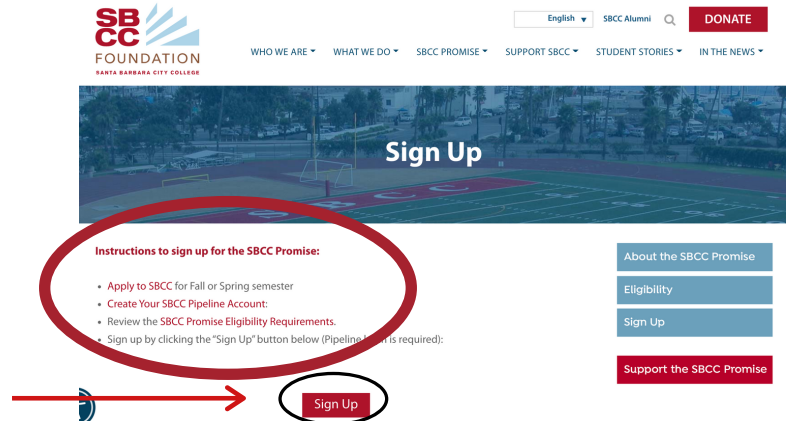 SB
CC
FOUNDATION
SANTA BARBARA CITY COLLEGE
English SBCC Alumni DONATE
WHO WE ARE WHAT WE DO SBCC PROMISE SUPPORT SBCC STUDENT STORIES IN THE NEWS
Sign Up
SBCC
Instructions to sign up for the SBCC Promise:
• Apply to SBCC for Fall or Spring semester
• Create Your SBCC Pipeline Account:
• Review the SBCC Promise Eligibility Requirements.
• Sign up by clicking the "Sign Up" button below (Pipeline is required):
Sign Up
About the SBCC Promise
Eligibility
Sign Up
Support the SBCC Promise